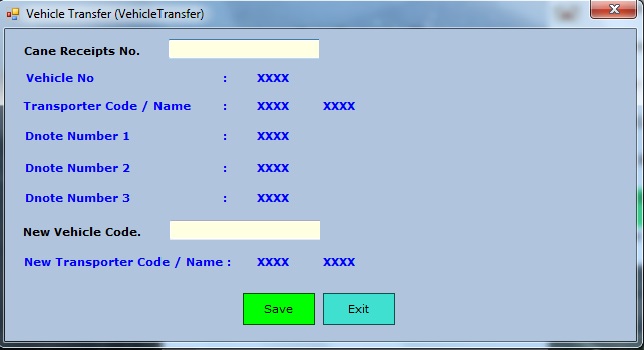 Vehicle Transfer (VehicleTransfer)
Cane Receipts No.
Vehicle No : XXXX
Transporter Code / Name : XXXX XXXX
Dnote Number 1 : XXXX
Dnote Number 2 : XXXX
Dnote Number 3 : XXXX
New Vehicle Code.
New Transporter Code / Name : XXXX XXXX
Save Exit